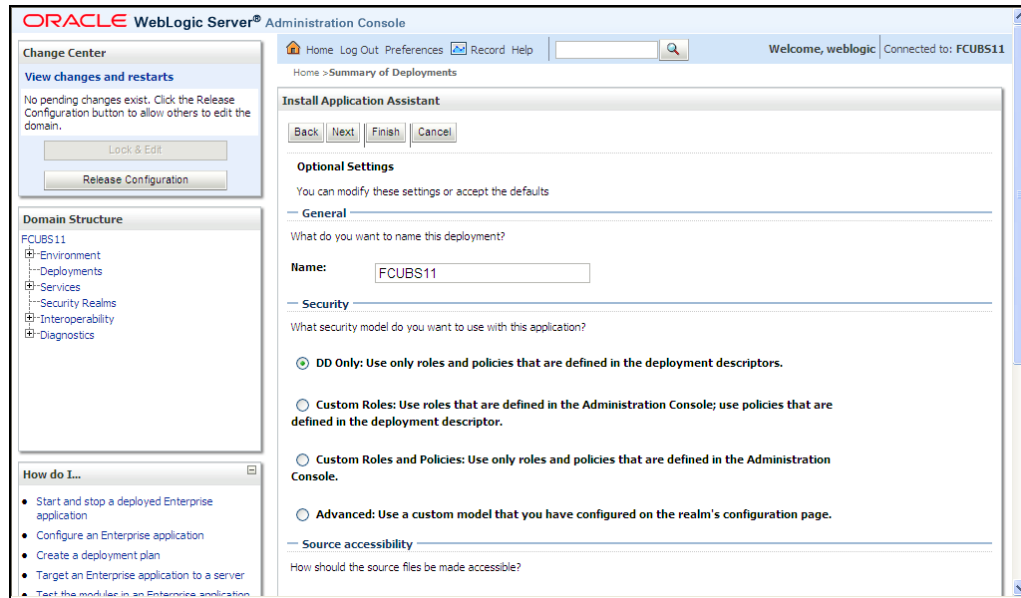 ORACLE WebLogic Server® Administration Console
Change Center
View changes and restarts
No pending changes exist. Click the Release
Configuration button to allow others to edit the
domain.
Lock & Edit
Release Configuration
Domain Structure
FCUBS11
Environment
Deployments
Services
Security Realms
Interoperability
Diagnostics
How do I...
Start and stop a deployed Enterprise
application
Configure an Enterprise application
Create a deployment plan
Target an Enterprise application to a server
Test the modules in an Enterprise application
Home Log Out Preferences Record Help
Welcome, weblogic Connected to: FCUBS11
Home >Summary of Deployments
Install Application Assistant
Back Next Finish Cancel
Optional Settings
You can modify these settings or accept the defaults
General
What do you want to name this deployment?
Name: FCUBS11
Security
What security model do you want to use with this application?
DD Only: Use only roles and policies that are defined in the deployment descriptors.
Custom Roles: Use roles that are defined in the Administration Console; use policies that are
defined in the deployment descriptor.
Custom Roles and Policies: Use only roles and policies that are defined in the Administration
Console.
Advanced: Use a custom model that you have configured on the realm's configuration page.
Source accessibility
How should the source files be made accessible?